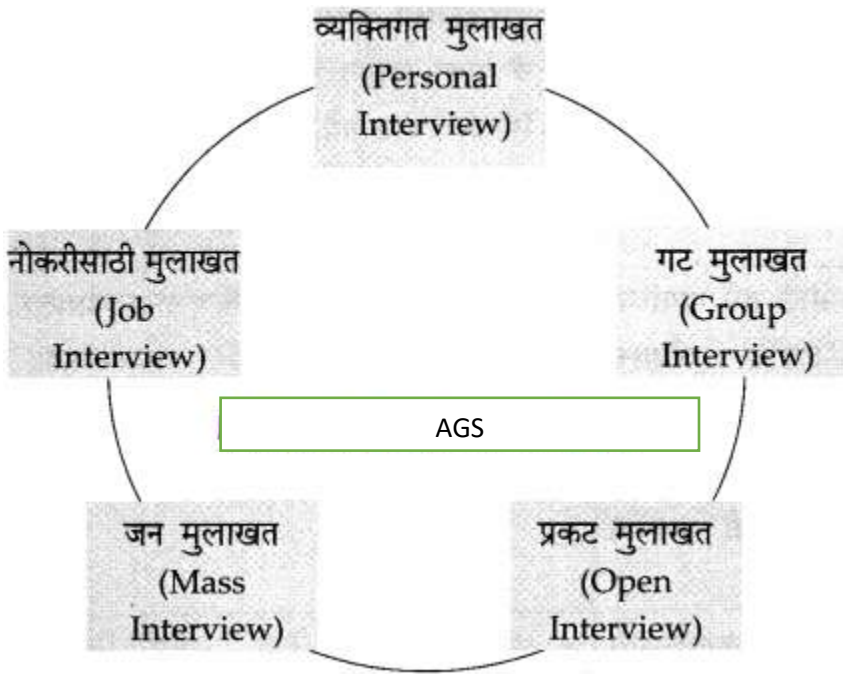 व्यक्तिगत मुलाखत
(Personal
Interview)
नोकरीसाठी मुलाखत
(Job
Interview)
गट मुलाखत
(Group
Interview)
AGS
जन मुलाखत
(Mass
Interview)
प्रकट मुलाखत
(Open
Interview)